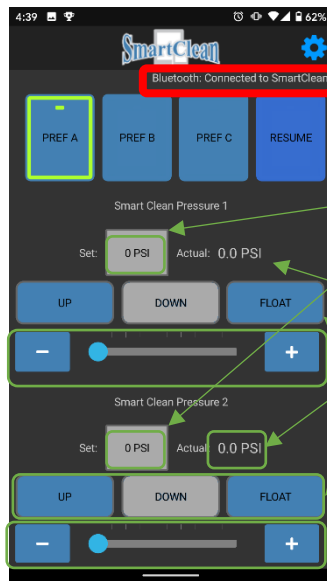 4:39 62%
SmartClean
Bluetooth: Connected to SmartClean
PREF A PREF B PREF C RESUME
Smart Clean Pressure 1
Set: 0 PSI Actual: 0.0 PSI
UP DOWN FLOAT
− +
Smart Clean Pressure 2
Set: 0 PSI Actual 0.0 PSI
UP DOWN FLOAT
− +